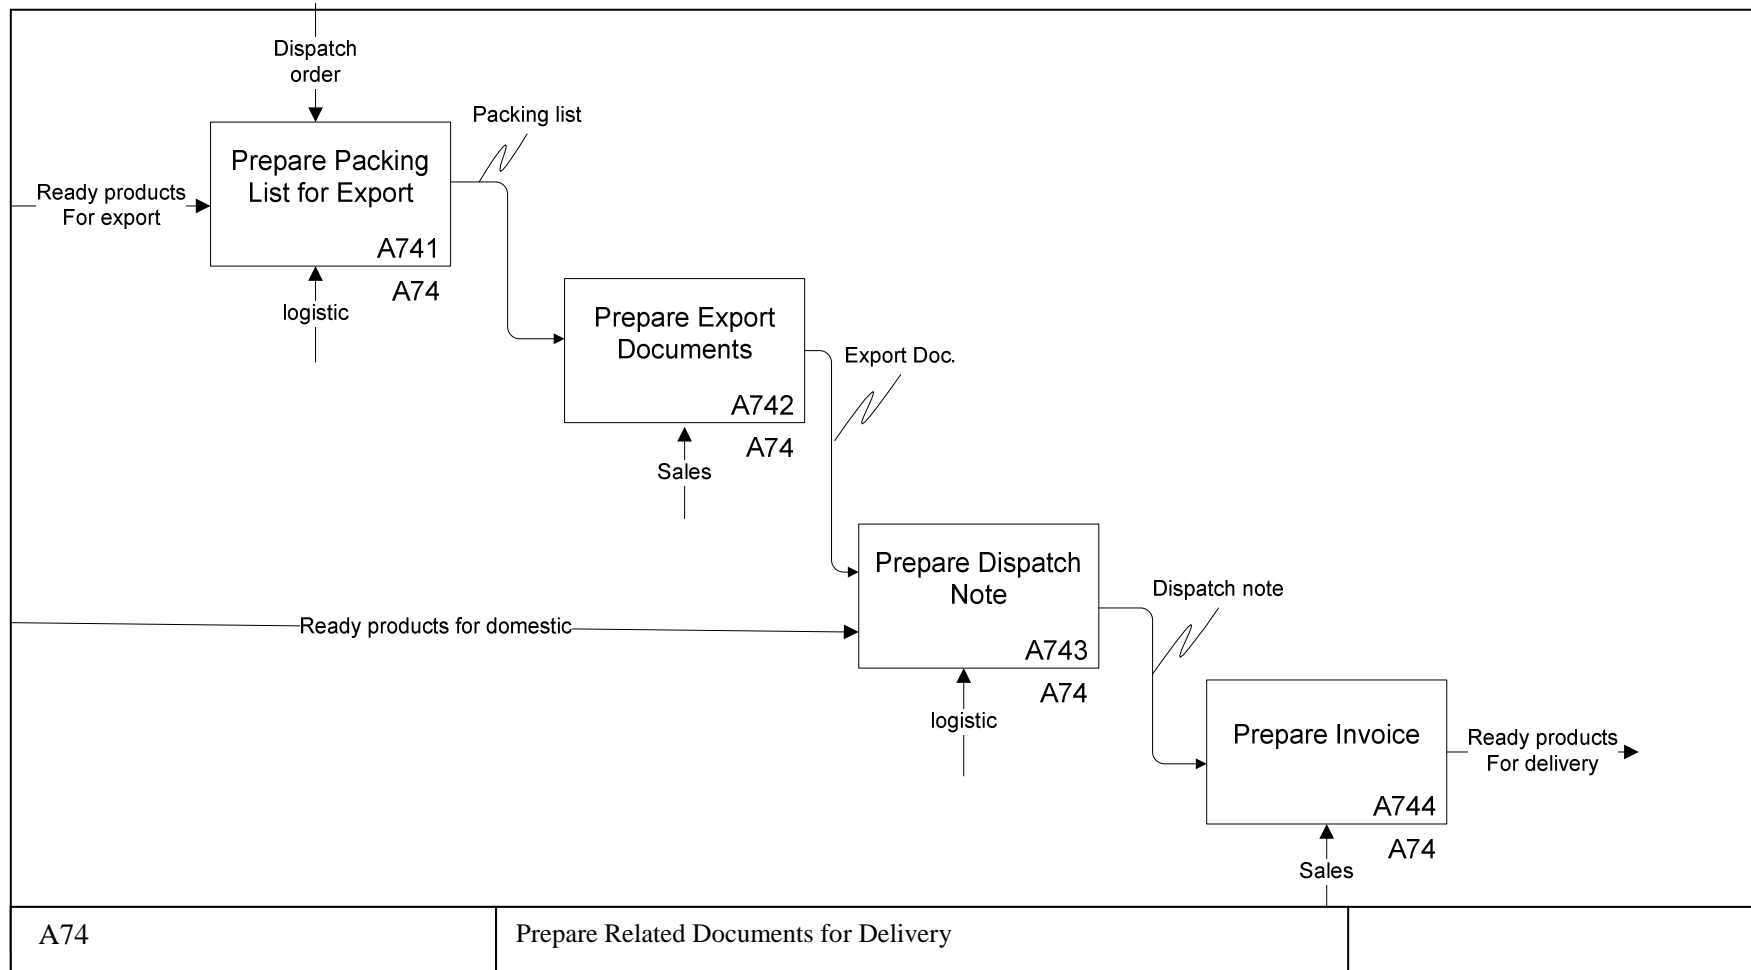 Dispatch
order
Packing list
Prepare Packing
List for Export
Ready products
For export
A741
A74
logistic
Prepare Export
Documents
A742
A74
Export Doc.
Sales
Prepare Dispatch
Note
Ready products for domestic
A743
A74
Dispatch note
logistic
Prepare Invoice
Ready products
For delivery
A744
A74
Sales
A74
Prepare Related Documents for Delivery